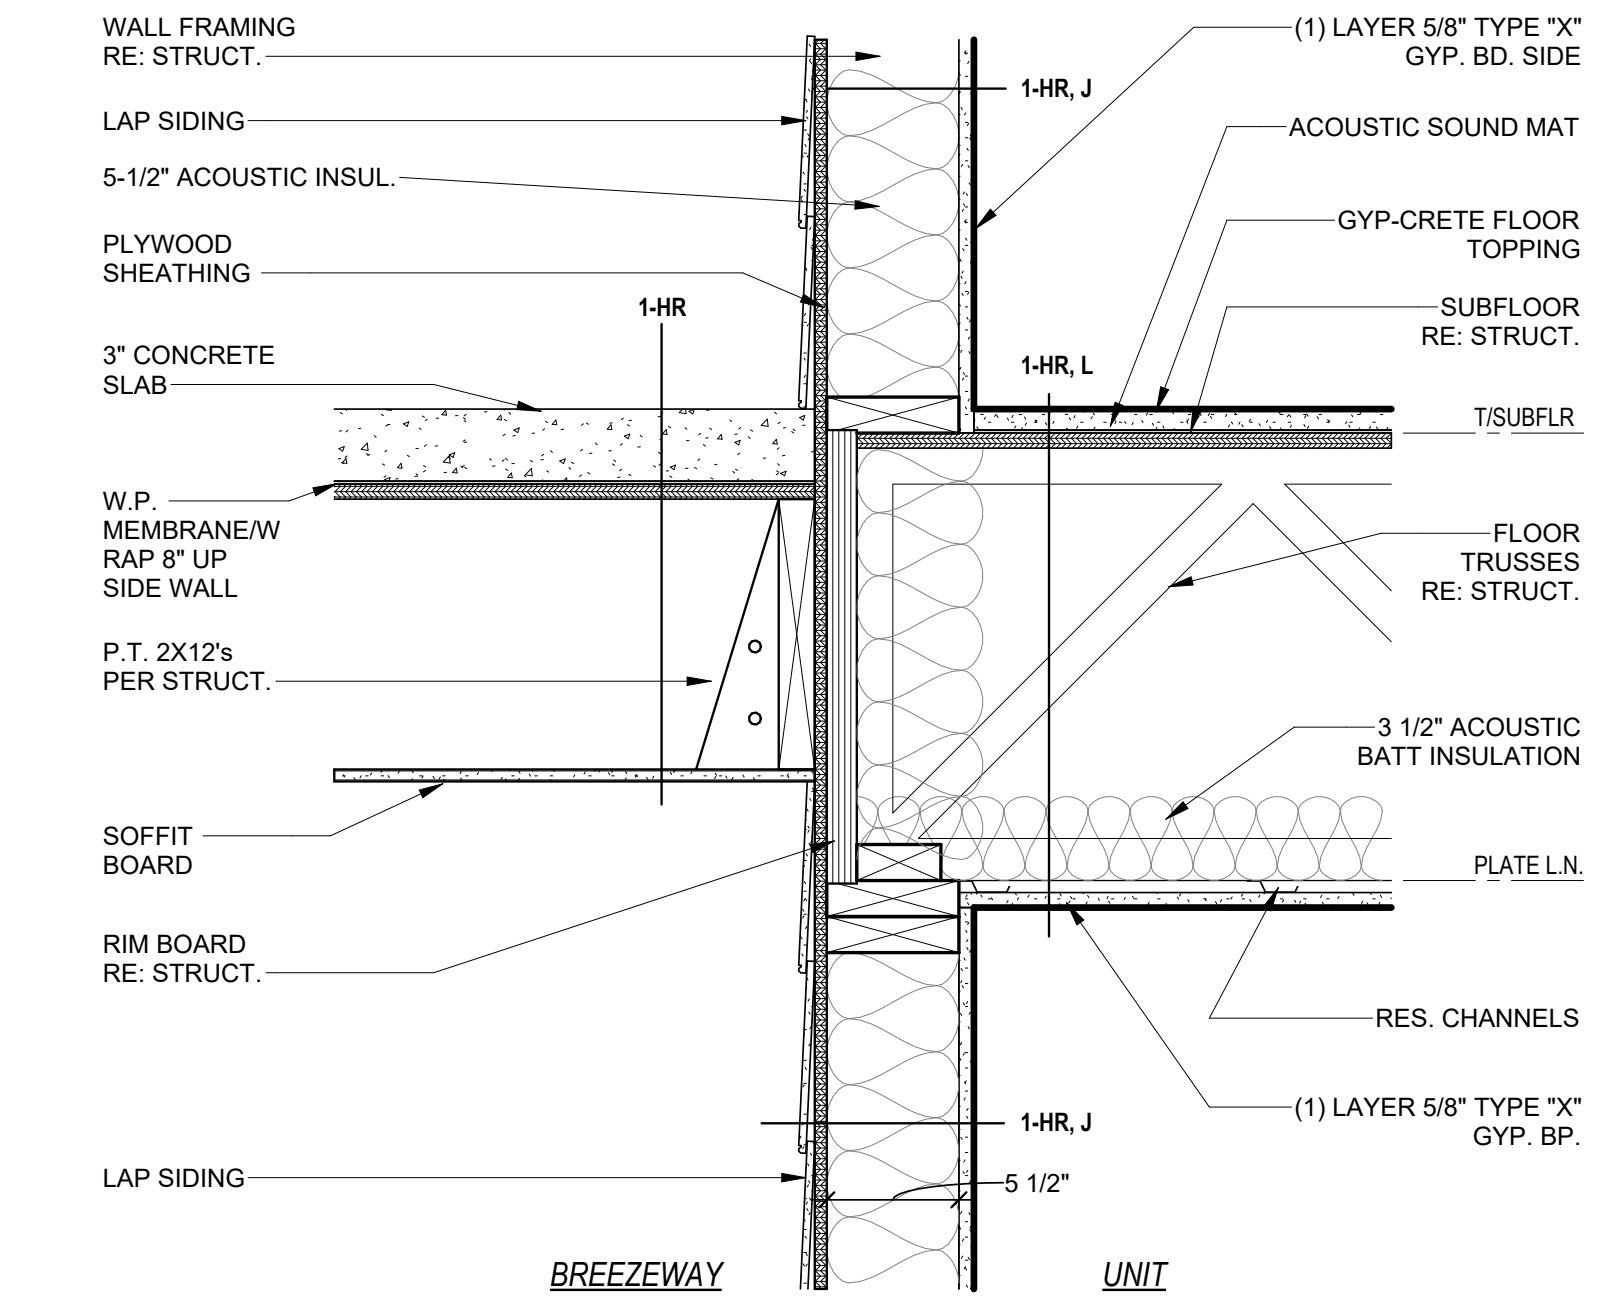 WALL FRAMING
RE: STRUCT.
LAP SIDING
5-1/2" ACOUSTIC INSUL.
PLYWOOD
SHEATHING
1-HR
3" CONCRETE
SLAB
W.P.
MEMBRANE/W
RAP 8" UP
SIDE WALL
P.T. 2X12's
PER STRUCT.
SOFFIT
BOARD
RIM BOARD
RE: STRUCT.
LAP SIDING
BREEZEWAY
(1) LAYER 5/8" TYPE "X"
GYP. BD. SIDE
1-HR, J
ACOUSTIC SOUND MAT
GYP-CRETE FLOOR
TOPPING
SUBFLOOR
RE: STRUCT.
1-HR, L
T/SUBFLR
FLOOR
TRUSSES
RE: STRUCT.
3 1/2" ACOUSTIC
BATT INSULATION
PLATE L.N.
RES. CHANNELS
(1) LAYER 5/8" TYPE "X"
GYP. BP.
1-HR, J
5 1/2"
UNIT